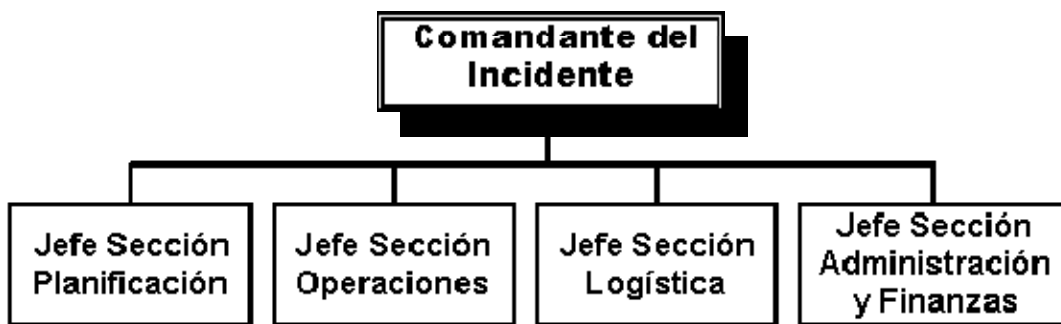 Comandante del
Incidente
Jefe Sección
Planificación
Jefe Sección
Operaciones
Jefe Sección
Logística
Jefe Sección
Administración
y Finanzas